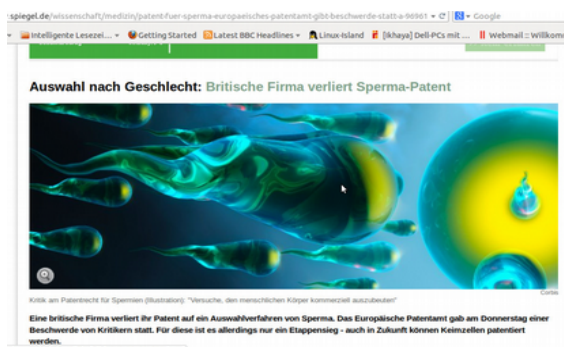 spiegel.de/wissenschaft/medizin/patent-fuer-sperma-europaeisches-patentamt-gibt-beschwerde-statt-a-96961 Google
Intelligente Lesezei... Getting Started Latest BBC Headlines Linux-Island [Ikhaya] Dell-PCs mit ... Webmail :: Willkomm
Auswahl nach Geschlecht: Britische Firma verliert Sperma-Patent
Corbis
Kritik am Patentrecht für Spermien (Illustration): "Versuche, den menschlichen Körper kommerziell auszubeuten"
Eine britische Firma verliert ihr Patent auf ein Auswahlverfahren von Sperma. Das Europäische Patentamt gab am Donnerstag einer
Beschwerde von Kritikern statt. Für diese ist es allerdings nur ein Etappensieg - auch in Zukunft können Keimzellen patentiert
werden.